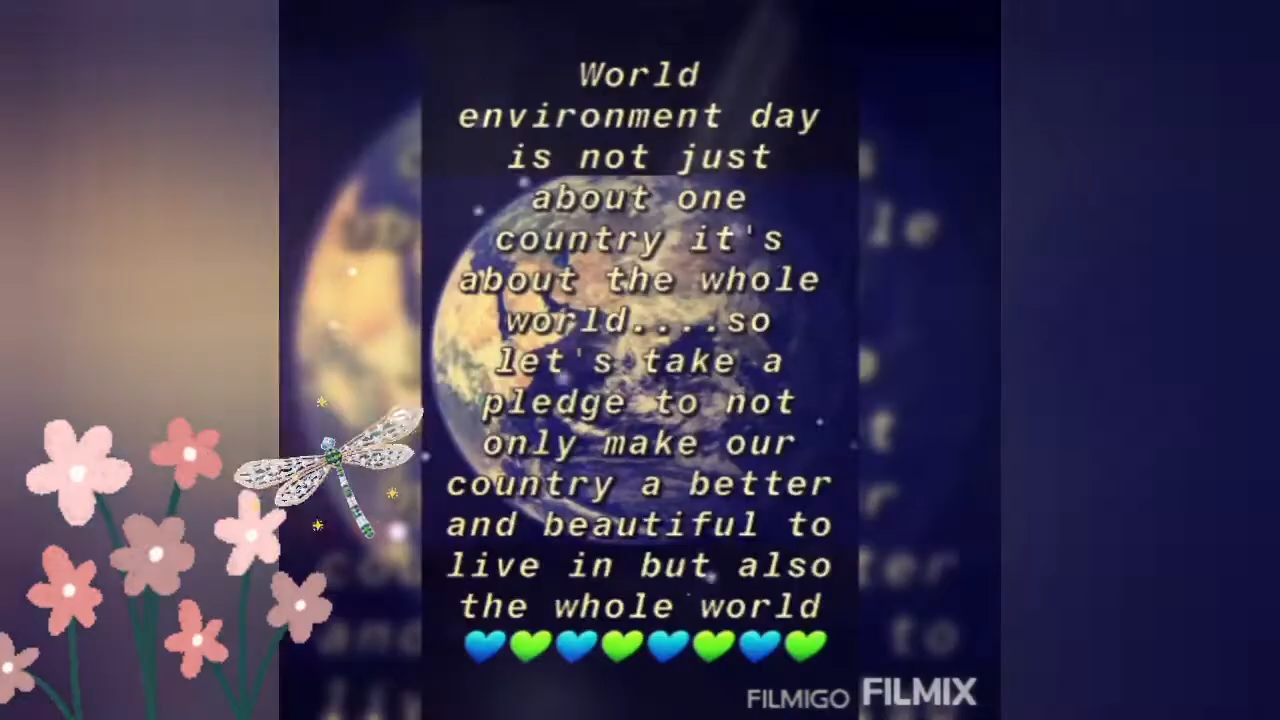 World
environment day
is not just
about one
country it's
about the whole
world....so
let's take a
pledge to not
only make our
country a better
and beautiful to
live in but also
the whole world
💙💚💙💚💙💚💙💚
FILMIGO FILMIX